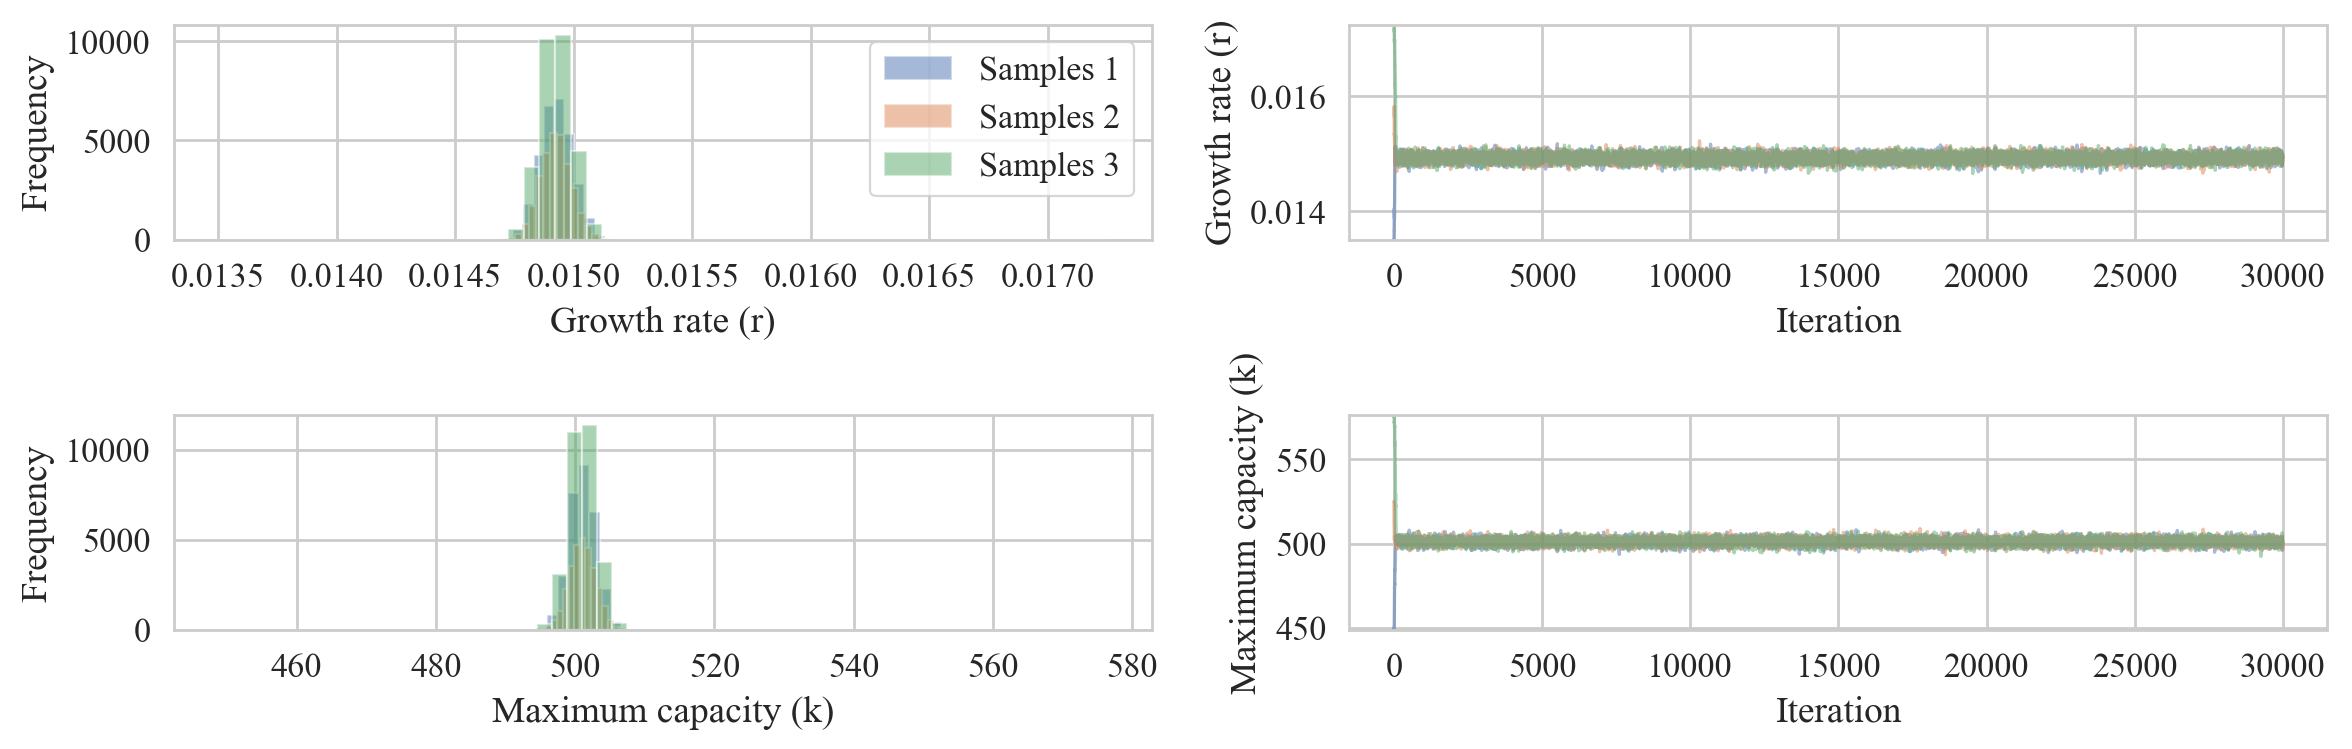 Frequency
10000
5000
0
Samples 1
Samples 2
Samples 3
0.0135 0.0140 0.0145 0.0150 0.0155 0.0160 0.0165 0.0170
Growth rate (r)
Growth rate (r)
0.016
0.014
0 5000 10000 15000 20000 25000 30000
Iteration
Frequency
10000
5000
0
460 480 500 520 540 560 580
Maximum capacity (k)
Maximum capacity (k)
550
500
450
0 5000 10000 15000 20000 25000 30000
Iteration